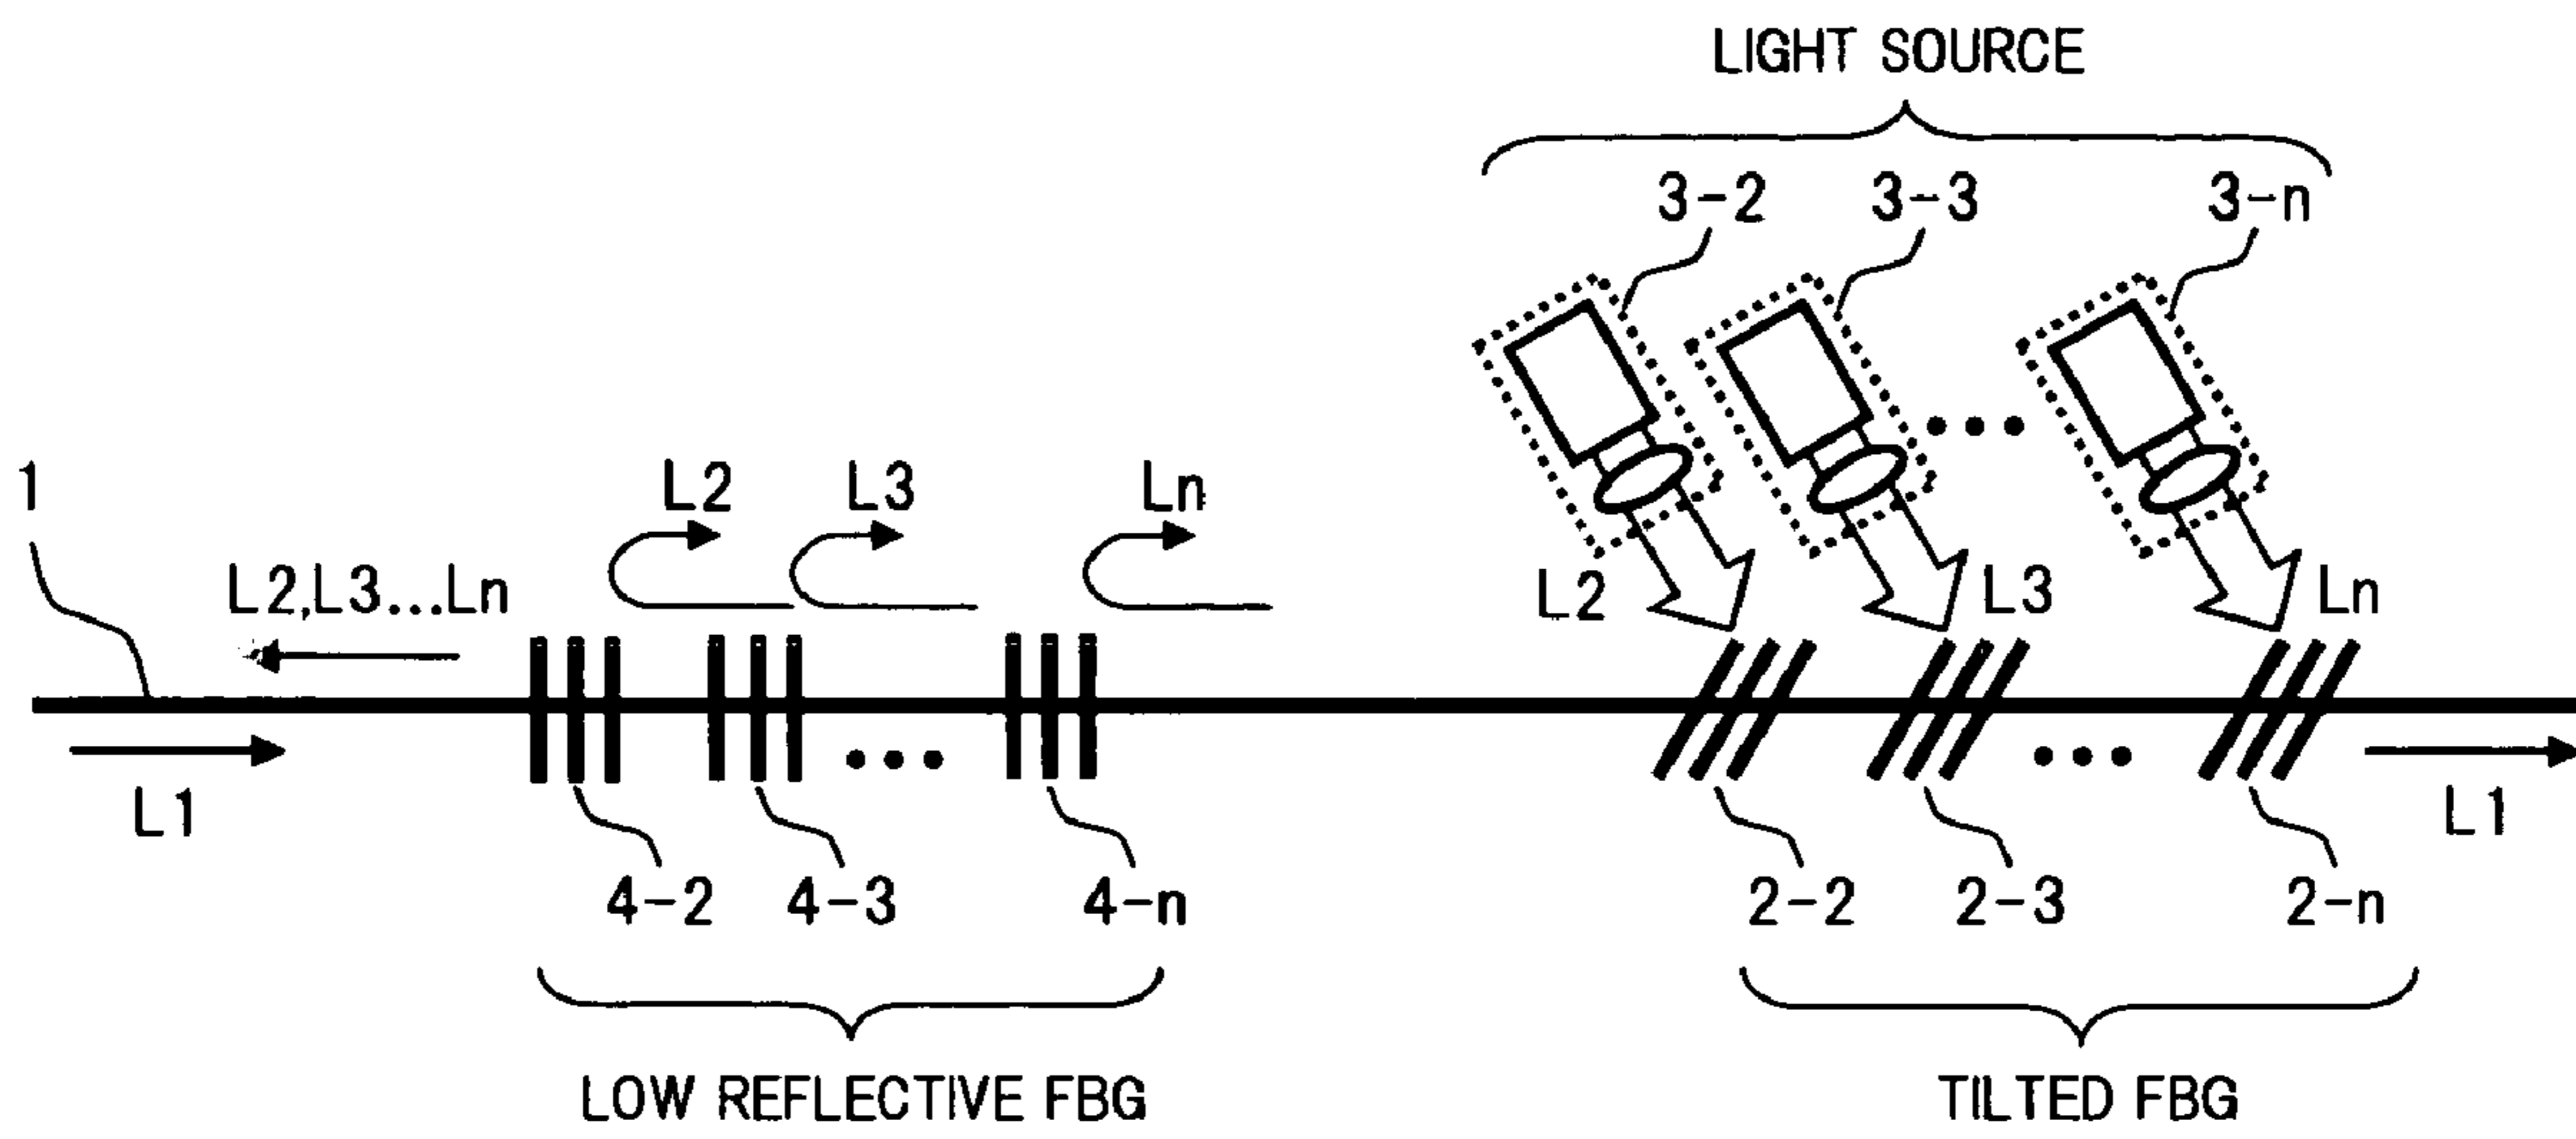 LIGHT SOURCE
3-2 3-3 3-n
1 L2 L3 Ln
L2,L3...Ln L2 L3 Ln
L1 L1
4-2 4-3 4-n 2-2 2-3 2-n
LOW REFLECTIVE FBG TILTED FBG